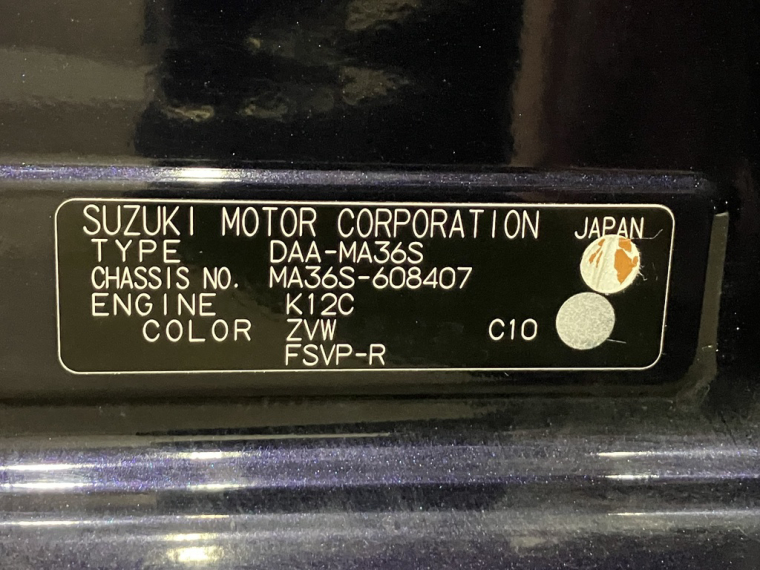 SUZUKI MOTOR CORPORATION JAPAN
TYPE DAA-MA36S
CHASSIS NO. MA36S-608407
ENGINE K12C
COLOR ZVW C10
FSVP-R